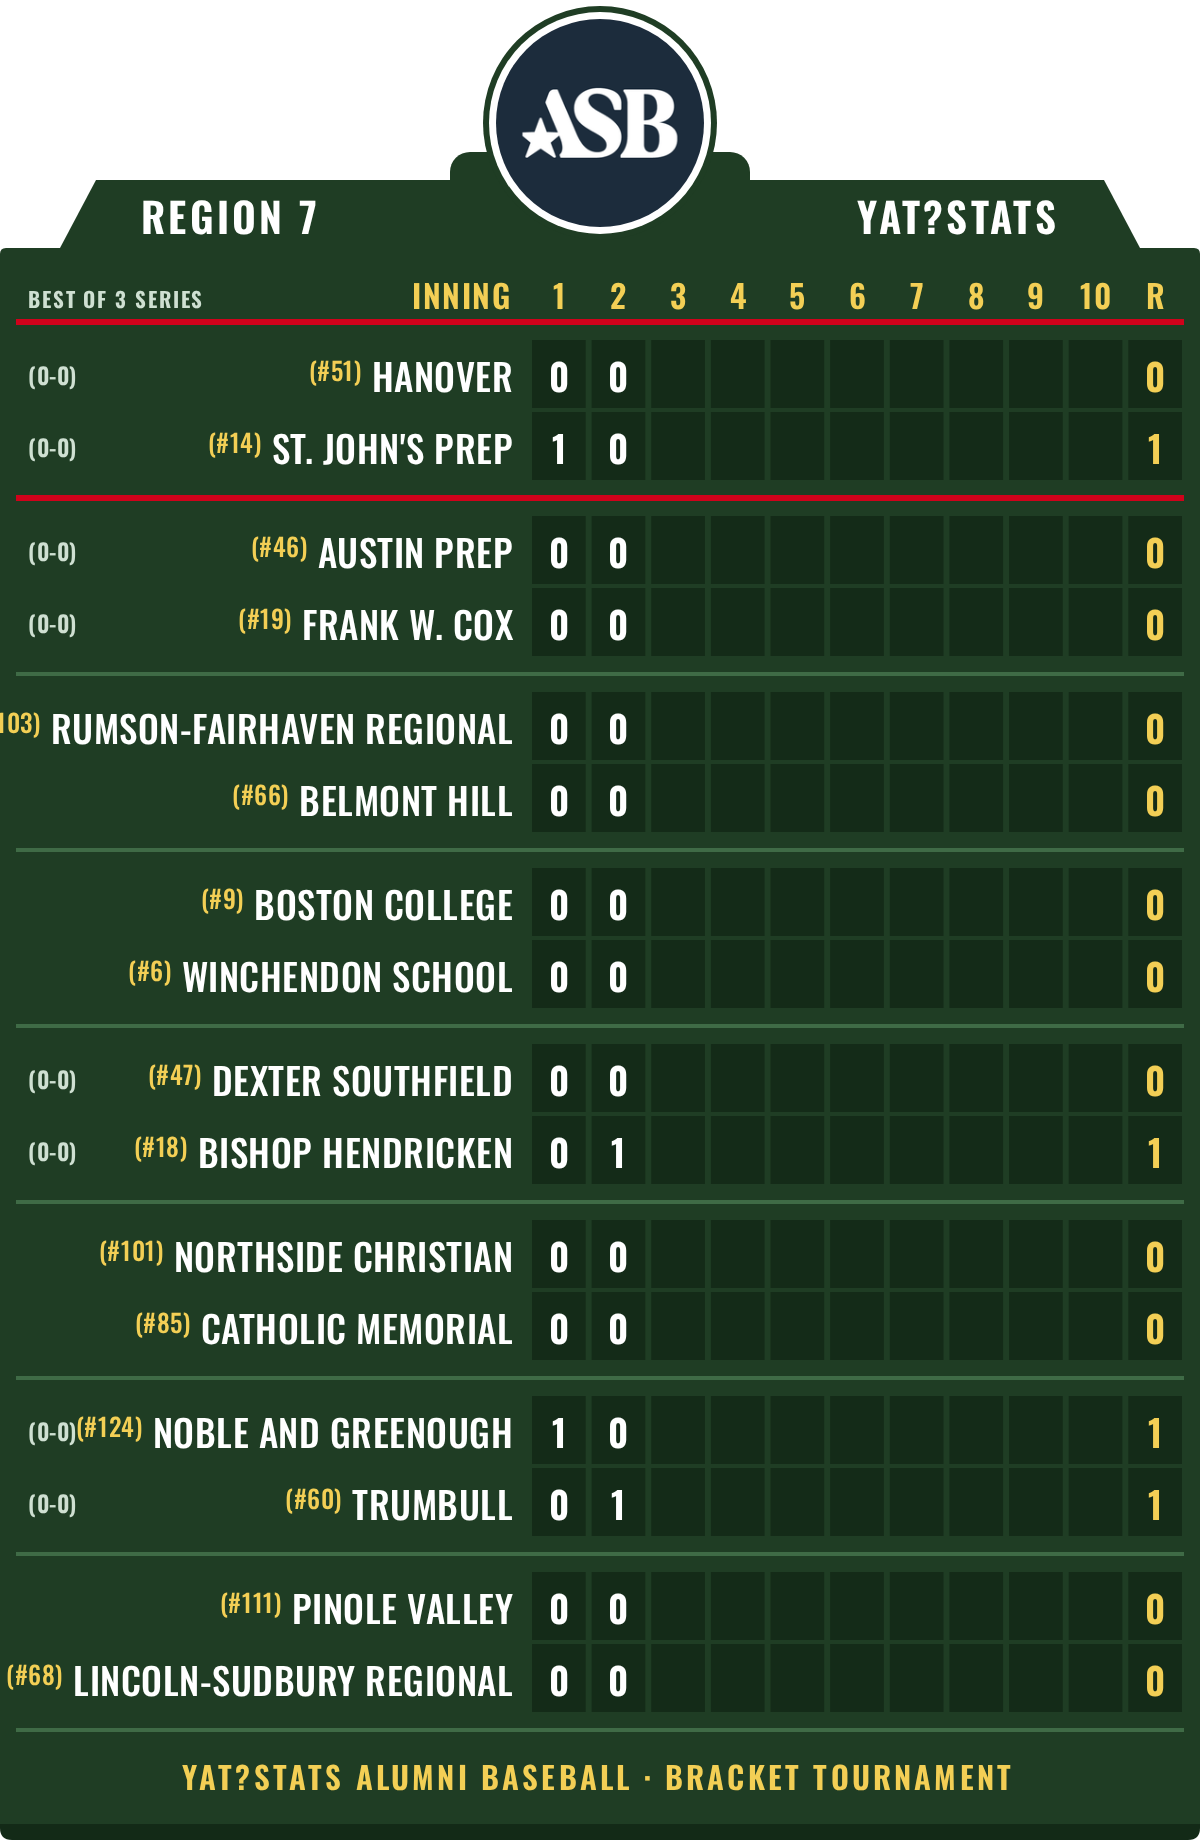 ASB
REGION 7 YAT?STATS
BEST OF 3 SERIES INNING 1 2 3 4 5 6 7 8 9 10 R
(0-0) (#51) HANOVER 0 0 0
(0-0) (#14) ST. JOHN'S PREP 1 0 1
(0-0) (#46) AUSTIN PREP 0 0 0
(0-0) (#19) FRANK W. COX 0 0 0
103) RUMSON-FAIRHAVEN REGIONAL 0 0 0
(#66) BELMONT HILL 0 0 0
(#9) BOSTON COLLEGE 0 0 0
(#6) WINCHENDON SCHOOL 0 0 0
(0-0) (#47) DEXTER SOUTHFIELD 0 0 0
(0-0) (#18) BISHOP HENDRICKEN 0 1 1
(#101) NORTHSIDE CHRISTIAN 0 0 0
(#85) CATHOLIC MEMORIAL 0 0 0
(0-0) (#124) NOBLE AND GREENOUGH 1 0 1
(0-0) (#60) TRUMBULL 0 1 1
(#111) PINOLE VALLEY 0 0 0
(#68) LINCOLN-SUDBURY REGIONAL 0 0 0
YAT?STATS ALUMNI BASEBALL · BRACKET TOURNAMENT